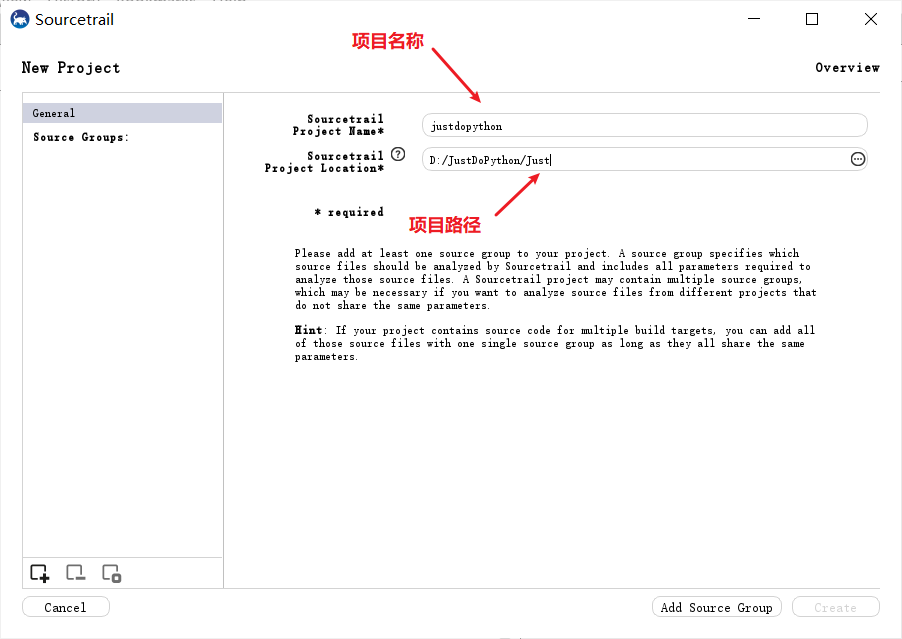 Sourcetrail
项目名称
New Project
Overview
General
Source Groups:
Sourcetrail
Project Name*
justdopython
Sourcetrail
Project Location*
?
D:/JustDoPython/Just
* required
项目路径
Please add at least one source group to your project. A source group specifies which
source files should be analyzed by Sourcetrail and includes all parameters required to
analyze those source files. A Sourcetrail project may contain multiple source groups,
which may be necessary if you want to analyze source files from different projects that
do not share the same parameters.
Hint: If your project contains source code for multiple build targets, you can add all
of those source files with one single source group as long as they all share the same
parameters.
Cancel
Add Source Group
Create